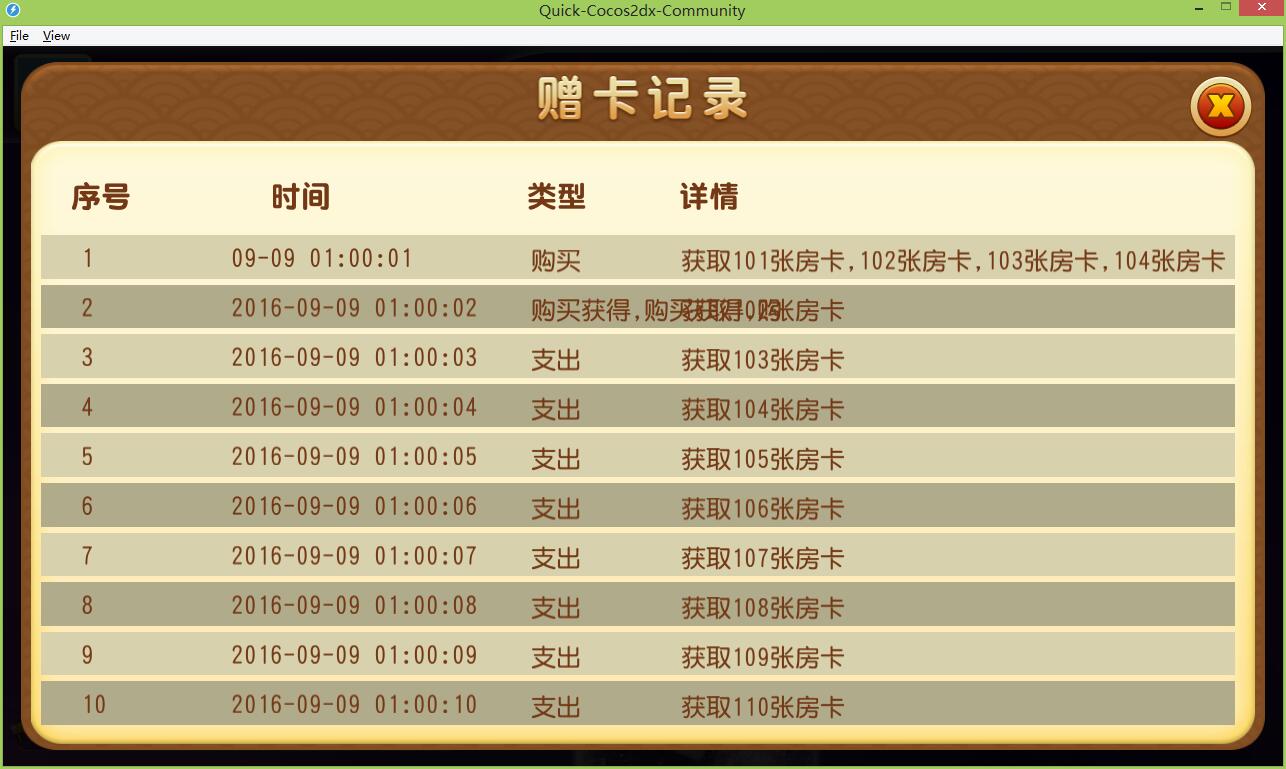 Quick-Cocos2dx-Community
File View
赠卡记录
序号 时间 类型 详情
1 09-09 01:00:01 购买 获取101张房卡,102张房卡,103张房卡,104张房卡
2 2016-09-09 01:00:02 购买获得,购买获得,购 获取102张房卡
3 2016-09-09 01:00:03 支出 获取103张房卡
4 2016-09-09 01:00:04 支出 获取104张房卡
5 2016-09-09 01:00:05 支出 获取105张房卡
6 2016-09-09 01:00:06 支出 获取106张房卡
7 2016-09-09 01:00:07 支出 获取107张房卡
8 2016-09-09 01:00:08 支出 获取108张房卡
9 2016-09-09 01:00:09 支出 获取109张房卡
10 2016-09-09 01:00:10 支出 获取110张房卡